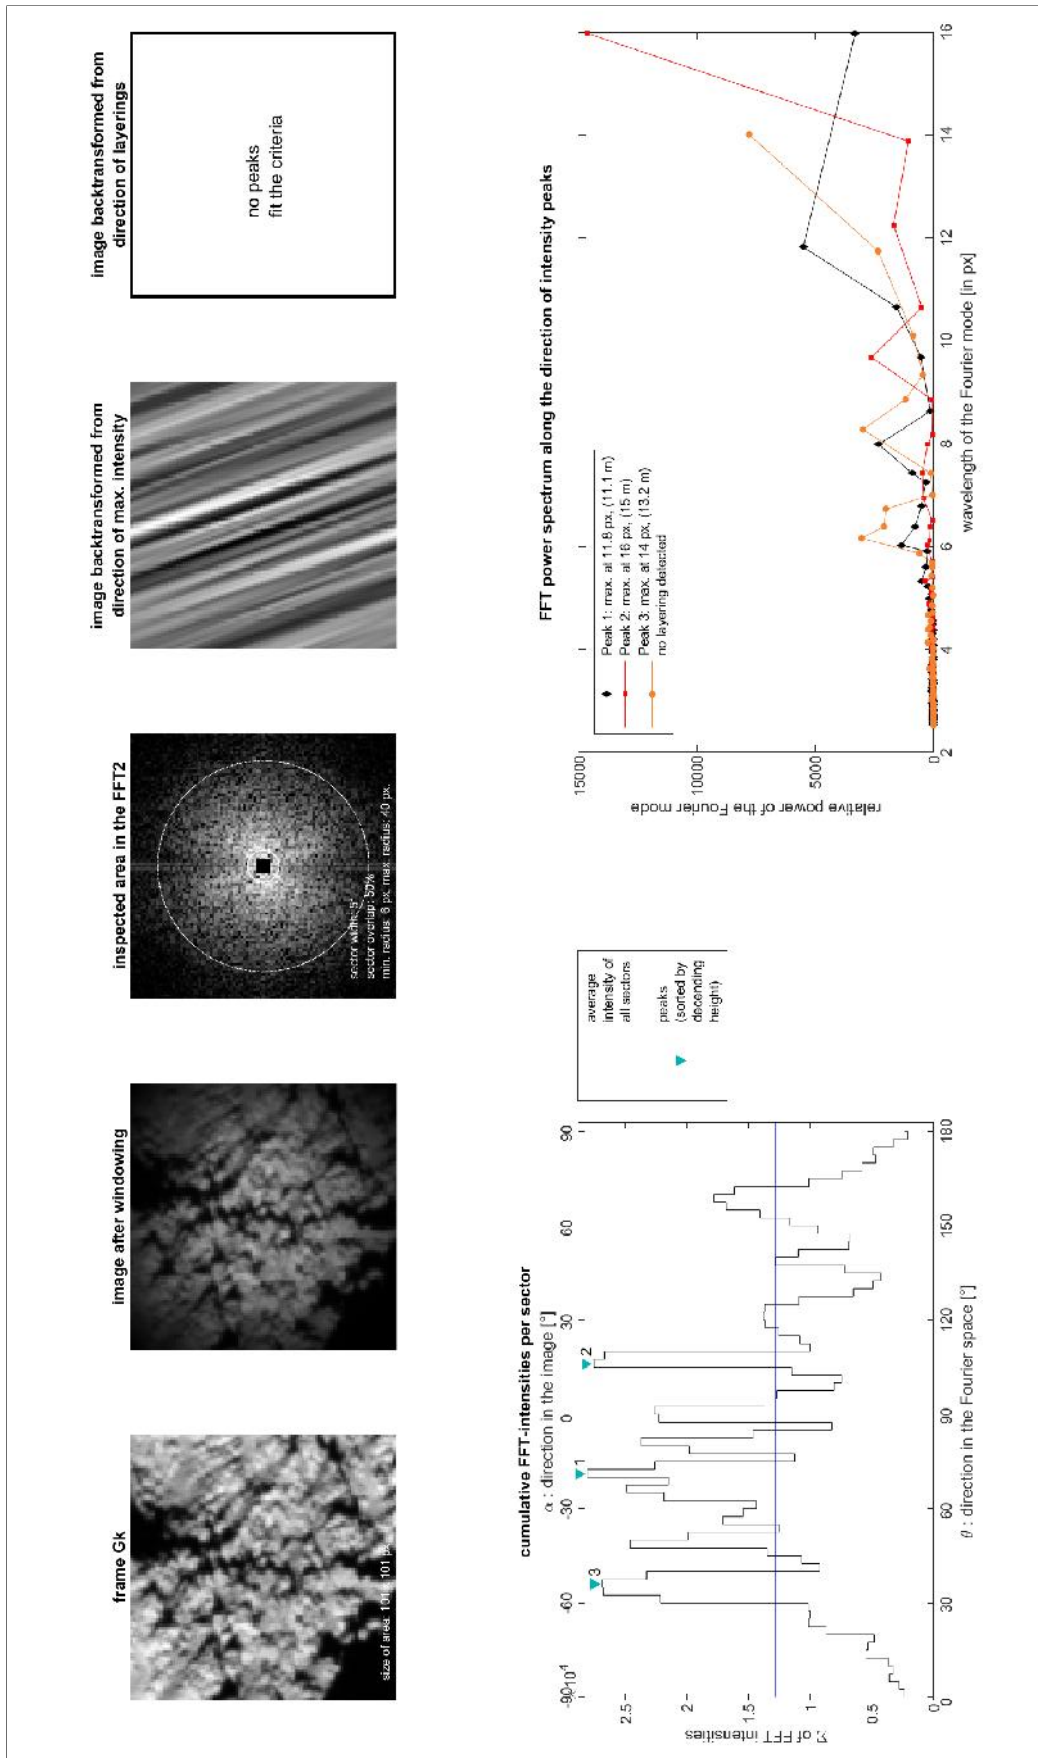 frame Gk
size of area: 101
101 px
image after windowing
inspected area in the FFT2
sector width: 5°
sector overlap: 50%
min. radius: 6 px, max. radius: 40 px.
image backtransformed from
direction of max. intensity
image backtransformed from
direction of layerings
no peaks
fit the criteria
cumulative FFT-intensities per sector
α : direction in the image [°]
-90
-60
-30
0
30
60
90
10⁴
2.5
2
1.5
1
0.5
0
Σ of FFT intensities
3
1
2
0
30
60
90
120
150
180
θ : direction in the Fourier space [°]
average
intensity of
all sectors
peaks
(sorted by
decending
height)
FFT power spectrum along the direction of intensity peaks
15000
10000
5000
0
relative power of the Fourier mode
Peak 1: max. at 11.8 px, (11.1 m)
Peak 2: max. at 16 px, (15 m)
Peak 3: max. at 14 px, (13.2 m)
no layering detected
2
4
6
8
10
12
14
16
wavelength of the Fourier mode [in px]